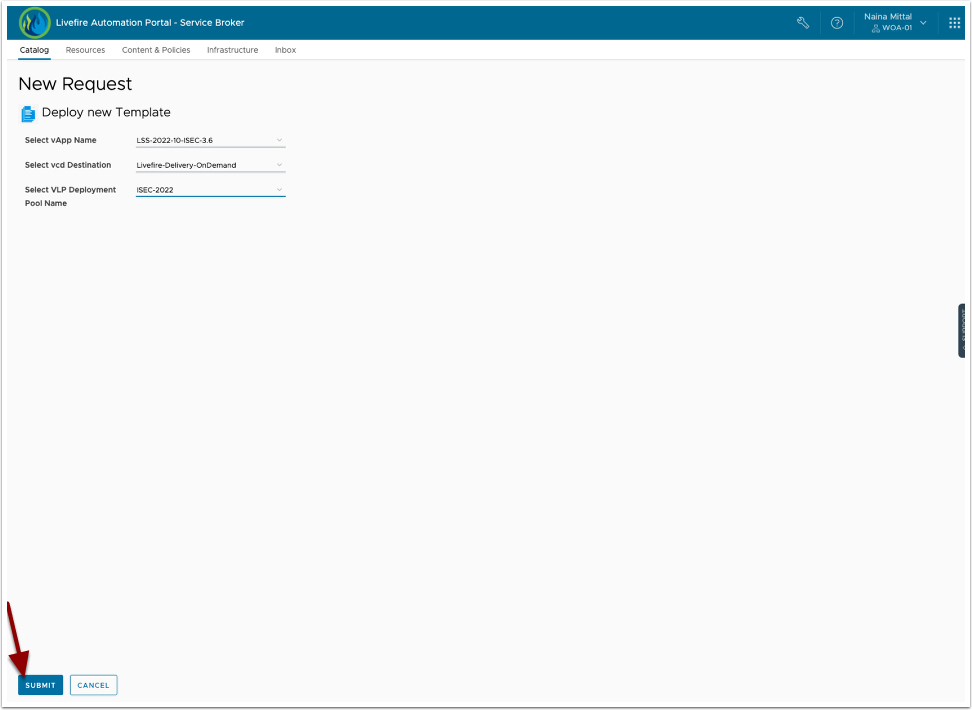 Livefire Automation Portal - Service Broker
Naina Mittal
WOA-01
Catalog Resources Content & Policies Infrastructure Inbox
New Request
Deploy new Template
Select vApp Name LSS-2022-10-ISEC-3.6
Select vcd Destination Livefire-Delivery-OnDemand
Select VLP Deployment ISEC-2022
Pool Name
SUPPORT
SUBMIT CANCEL